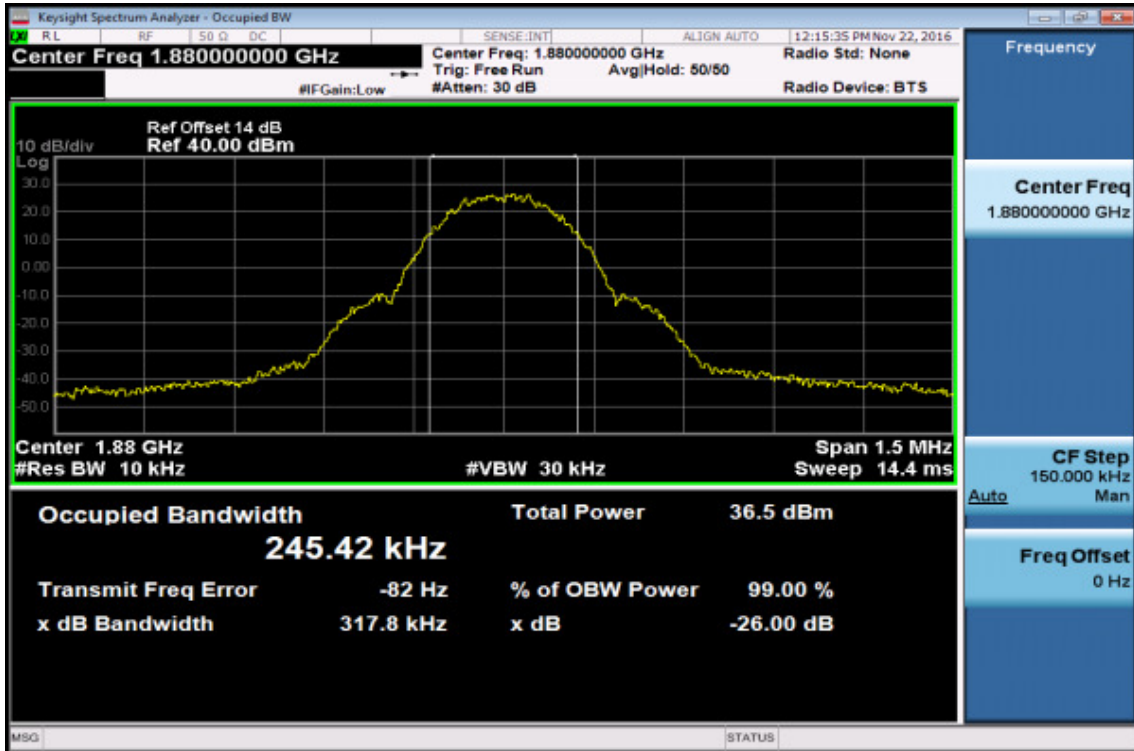 Keysight Spectrum Analyzer - Occupied BW
LXI RL RF 50 Ω DC SENSE:INT ALIGN AUTO 12:15:35 PM Nov 22, 2016
Center Freq 1.880000000 GHz
Center Freq: 1.880000000 GHz
Radio Std: None
Trig: Free Run Avg|Hold: 50/50
#IFGain:Low
#Atten: 30 dB
Radio Device: BTS
Ref Offset 14 dB
10 dB/div Ref 40.00 dBm
Log
30.0
20.0
10.0
0.00
-10.0
-20.0
-30.0
-40.0
-50.0
Center 1.88 GHz
Span 1.5 MHz
#Res BW 10 kHz
#VBW 30 kHz
Sweep 14.4 ms
Occupied Bandwidth
245.42 kHz
Total Power 36.5 dBm
Transmit Freq Error -82 Hz
% of OBW Power 99.00 %
x dB Bandwidth 317.8 kHz
x dB -26.00 dB
Frequency
Center Freq
1.880000000 GHz
CF Step
150.000 kHz
Auto Man
Freq Offset
0 Hz
MSG
STATUS